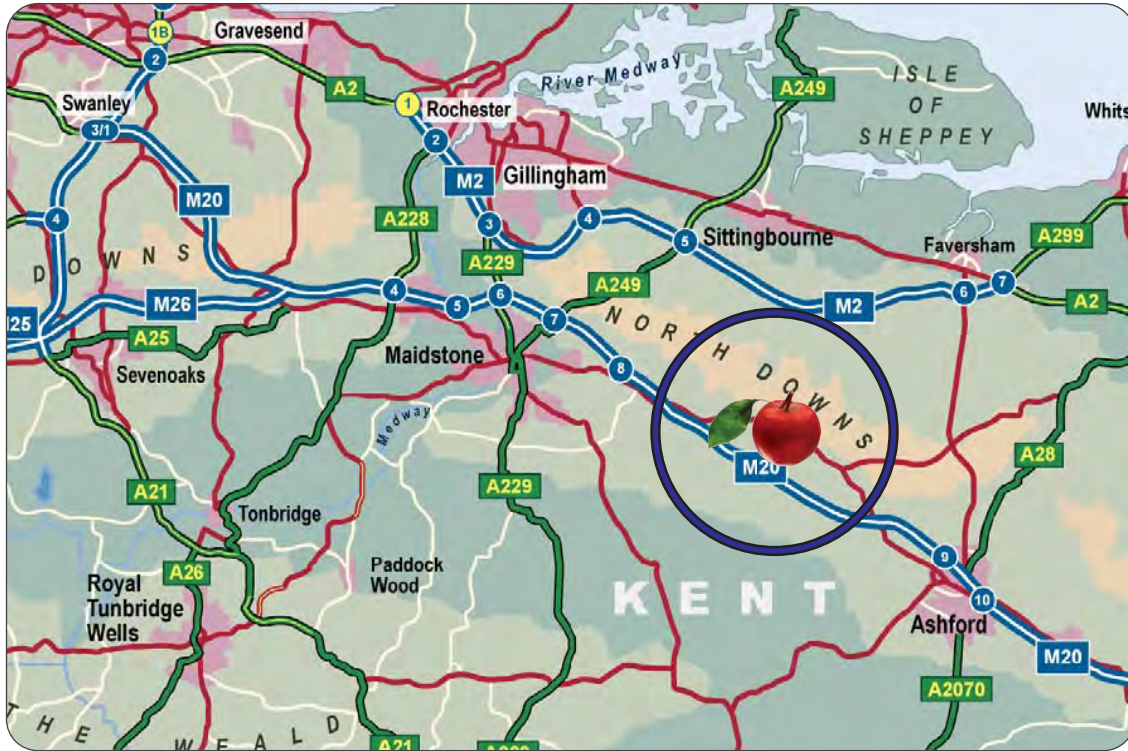 1B
Gravesend
2
A2
1
Rochester
River Medway
A249
ISLE
OF
SHEPPEY
Whits
Swanley
3/1
2
M2
Gillingham
M20
4
A228
3
4
5
Sittingbourne
Faversham
A299
DOWNS
A229
A249
7
6
M2
A2
M26
4
5
6
7
NORTH DOWNS
M25
A25
Sevenoaks
Maidstone
8
Medway
M20
A28
A21
A229
Tonbridge
Paddock
Wood
A26
Royal
Tunbridge
Wells
KENT
9
10
Ashford
M20
A2070
THE WEALD
A21